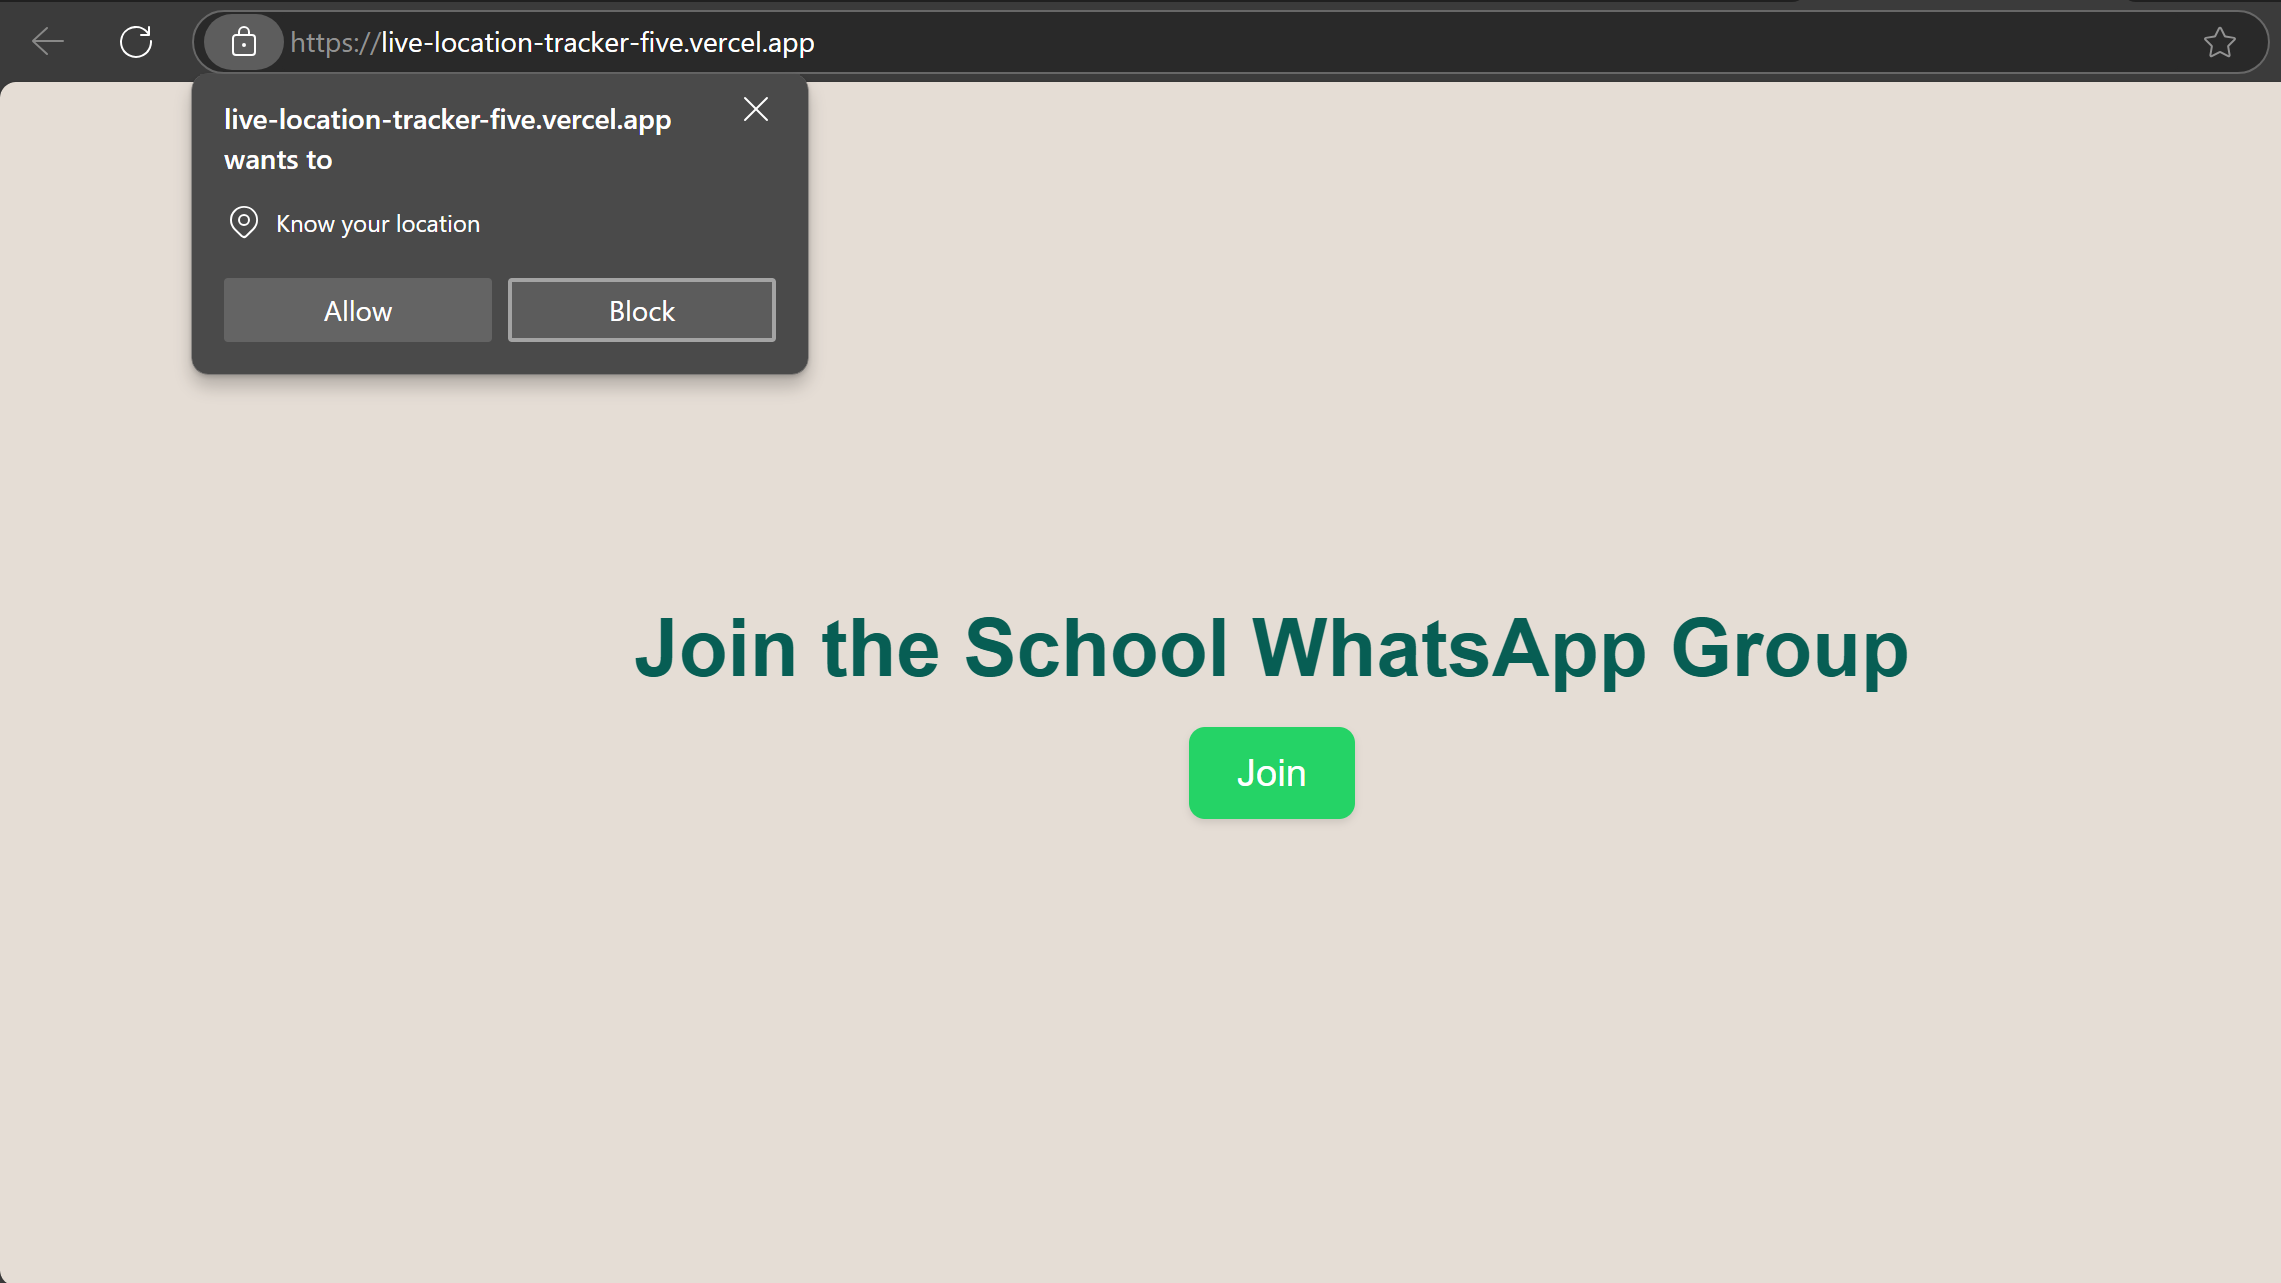 https://live-location-tracker-five.vercel.app
live-location-tracker-five.vercel.app
wants to
Know your location
Allow
Block
Join the School WhatsApp Group
Join